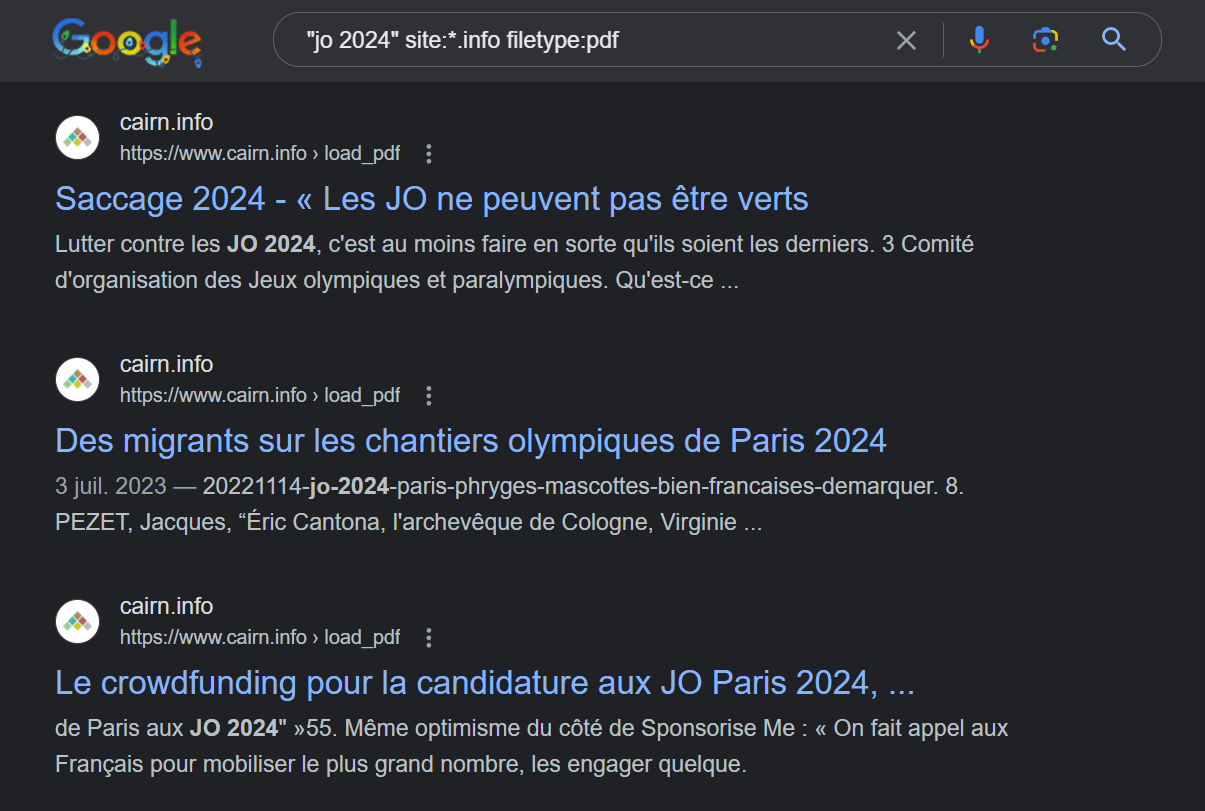 Google
"jo 2024" site:*.info filetype:pdf
cairn.info
https://www.cairn.info › load_pdf
Saccage 2024 - « Les JO ne peuvent pas être verts
Lutter contre les JO 2024, c'est au moins faire en sorte qu'ils soient les derniers. 3 Comité
d'organisation des Jeux olympiques et paralympiques. Qu'est-ce ...
cairn.info
https://www.cairn.info › load_pdf
Des migrants sur les chantiers olympiques de Paris 2024
3 juil. 2023 — 20221114-jo-2024-paris-phryges-mascottes-bien-francaises-demarquer. 8.
PEZET, Jacques, “Éric Cantona, l'archevêque de Cologne, Virginie ...
cairn.info
https://www.cairn.info › load_pdf
Le crowdfunding pour la candidature aux JO Paris 2024, ...
de Paris aux JO 2024" »55. Même optimisme du côté de Sponsorise Me : « On fait appel aux
Français pour mobiliser le plus grand nombre, les engager quelque.